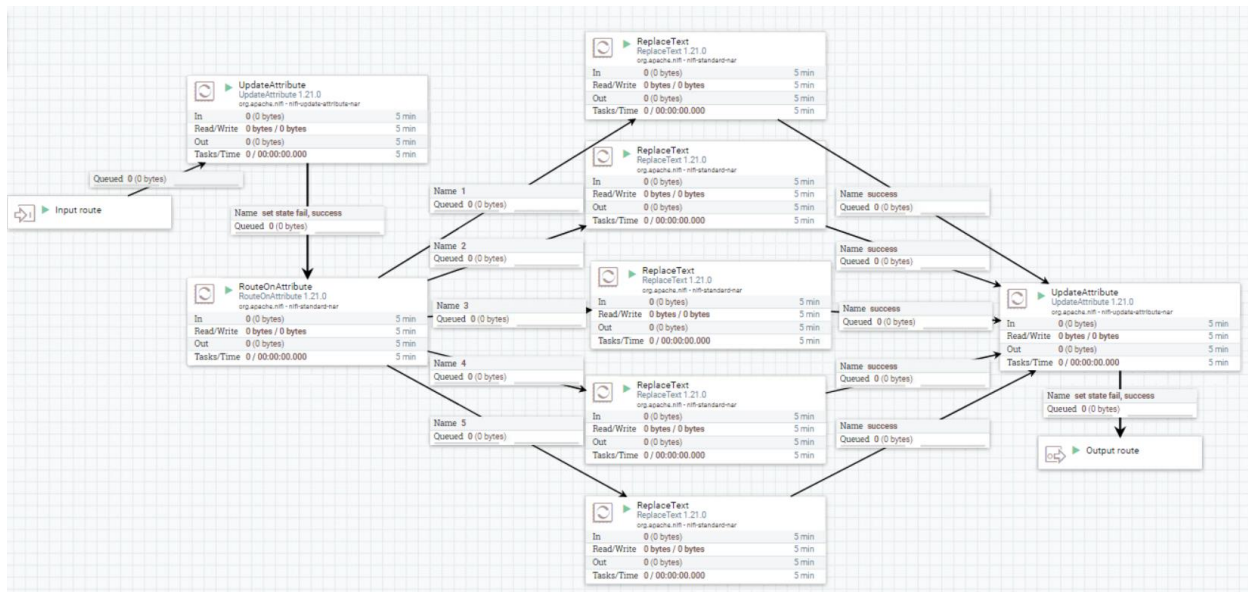 UpdateAttribute
UpdateAttribute 1.21.0
org.apache.nifi - nifi-update-attribute-nar
In 0 (0 bytes) 5 min
Read/Write 0 bytes / 0 bytes 5 min
Out 0 (0 bytes) 5 min
Tasks/Time 0 / 00:00:00.000 5 min
Queued 0 (0 bytes)
Input route
Name set state fail, success
Queued 0 (0 bytes)
RouteOnAttribute
RouteOnAttribute 1.21.0
org.apache.nifi - nifi-standard-nar
In 0 (0 bytes) 5 min
Read/Write 0 bytes / 0 bytes 5 min
Out 0 (0 bytes) 5 min
Tasks/Time 0 / 00:00:00.000 5 min
Name 1
Queued 0 (0 bytes)
Name 2
Queued 0 (0 bytes)
Name 3
Queued 0 (0 bytes)
Name 4
Queued 0 (0 bytes)
Name 5
Queued 0 (0 bytes)
ReplaceText
ReplaceText 1.21.0
org.apache.nifi - nifi-standard-nar
In 0 (0 bytes) 5 min
Read/Write 0 bytes / 0 bytes 5 min
Out 0 (0 bytes) 5 min
Tasks/Time 0 / 00:00:00.000 5 min
ReplaceText
ReplaceText 1.21.0
org.apache.nifi - nifi-standard-nar
In 0 (0 bytes) 5 min
Read/Write 0 bytes / 0 bytes 5 min
Out 0 (0 bytes) 5 min
Tasks/Time 0 / 00:00:00.000 5 min
ReplaceText
ReplaceText 1.21.0
org.apache.nifi - nifi-standard-nar
In 0 (0 bytes) 5 min
Read/Write 0 bytes / 0 bytes 5 min
Out 0 (0 bytes) 5 min
Tasks/Time 0 / 00:00:00.000 5 min
ReplaceText
ReplaceText 1.21.0
org.apache.nifi - nifi-standard-nar
In 0 (0 bytes) 5 min
Read/Write 0 bytes / 0 bytes 5 min
Out 0 (0 bytes) 5 min
Tasks/Time 0 / 00:00:00.000 5 min
ReplaceText
ReplaceText 1.21.0
org.apache.nifi - nifi-standard-nar
In 0 (0 bytes) 5 min
Read/Write 0 bytes / 0 bytes 5 min
Out 0 (0 bytes) 5 min
Tasks/Time 0 / 00:00:00.000 5 min
Name success
Queued 0 (0 bytes)
Name success
Queued 0 (0 bytes)
Name success
Queued 0 (0 bytes)
Name success
Queued 0 (0 bytes)
Name success
Queued 0 (0 bytes)
UpdateAttribute
UpdateAttribute 1.21.0
org.apache.nifi - nifi-update-attribute-nar
In 0 (0 bytes) 5 min
Read/Write 0 bytes / 0 bytes 5 min
Out 0 (0 bytes) 5 min
Tasks/Time 0 / 00:00:00.000 5 min
Name set state fail, success
Queued 0 (0 bytes)
Output route